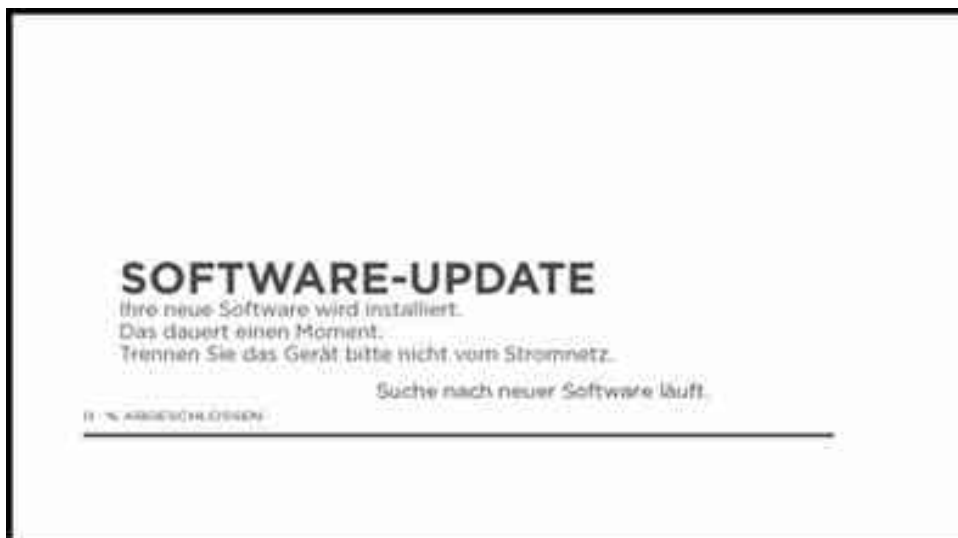 SOFTWARE-UPDATE
Ihre neue Software wird installiert.
Das dauert einen Moment.
Trennen Sie das Gerät bitte nicht vom Stromnetz.
Suche nach neuer Software läuft.
% ABGESCHLOSSEN